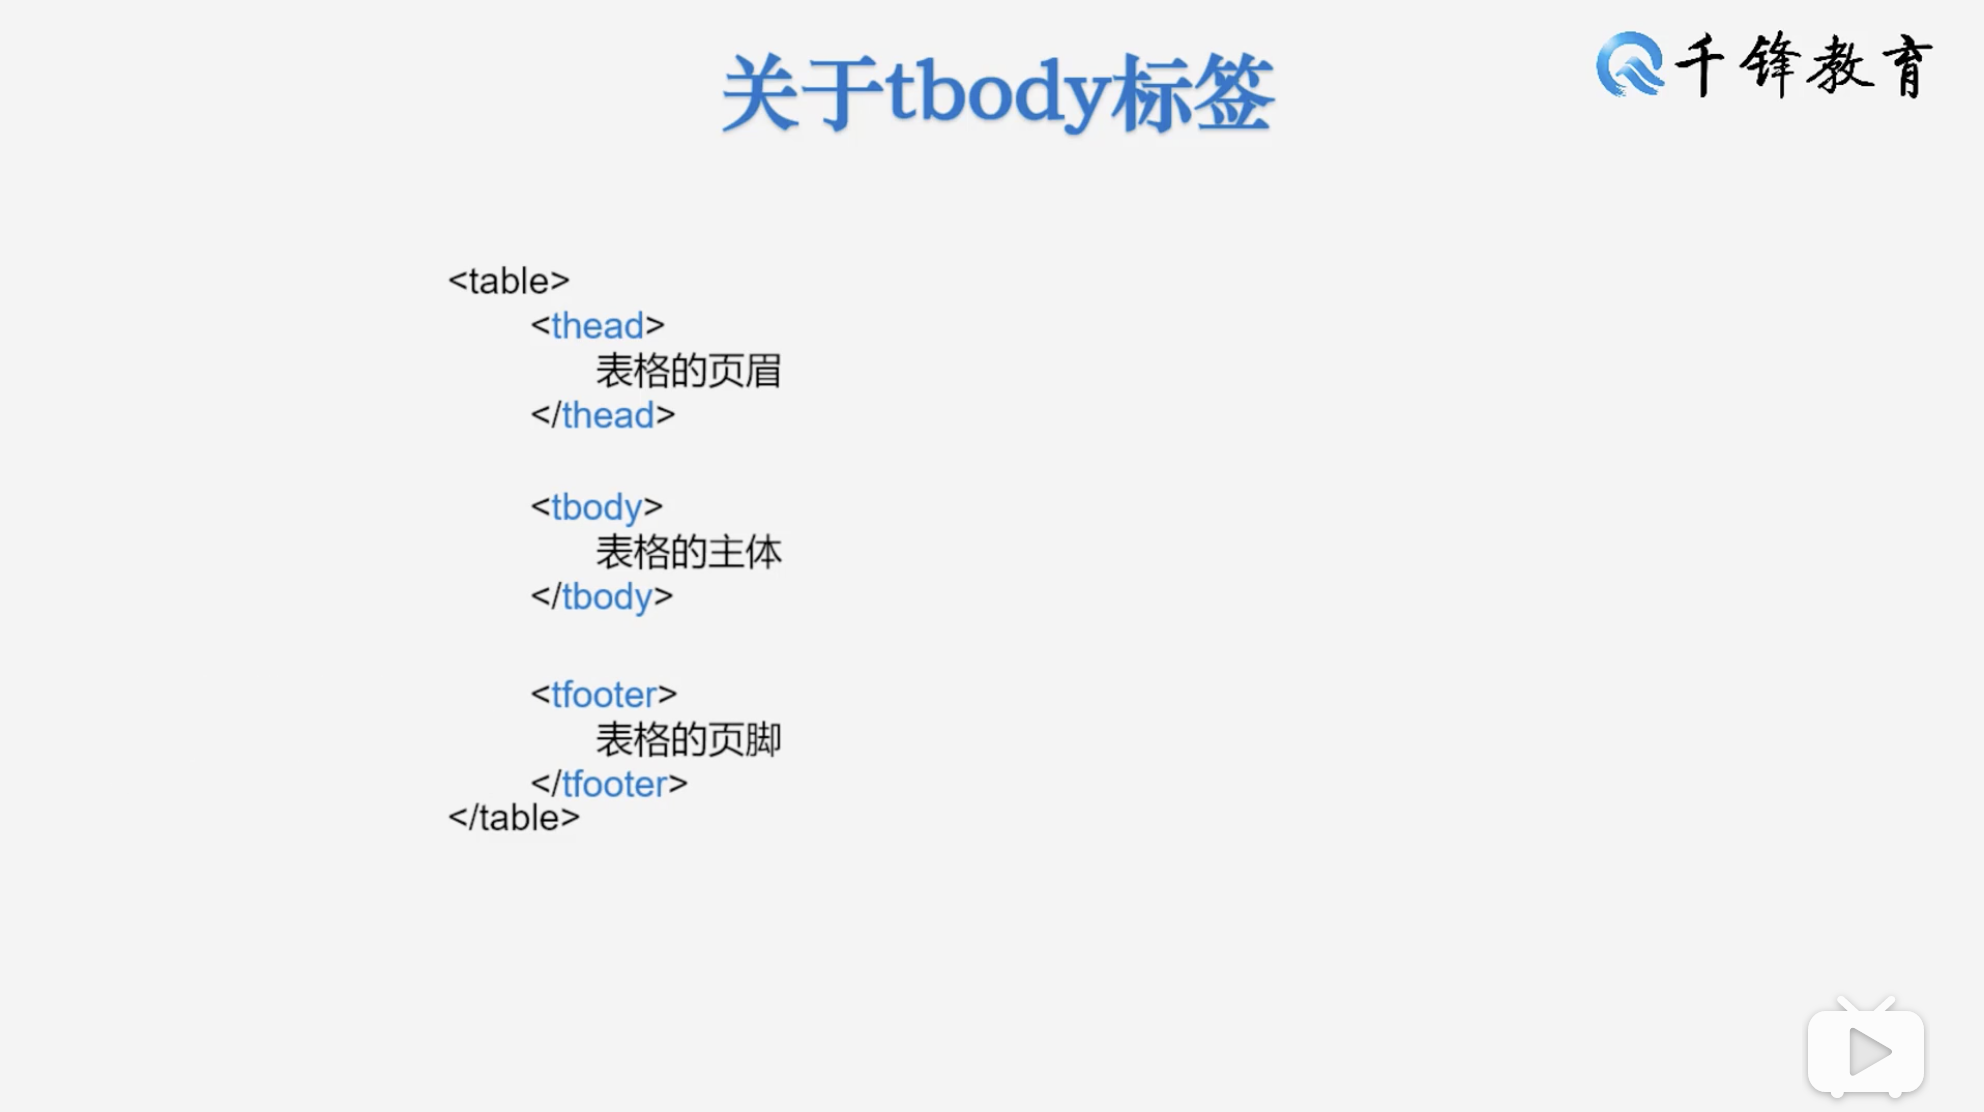 千锋教育
关于tbody标签
<table>
<thead>
表格的页眉
</thead>
<tbody>
表格的主体
</tbody>
<tfooter>
表格的页脚
</tfooter>
</table>